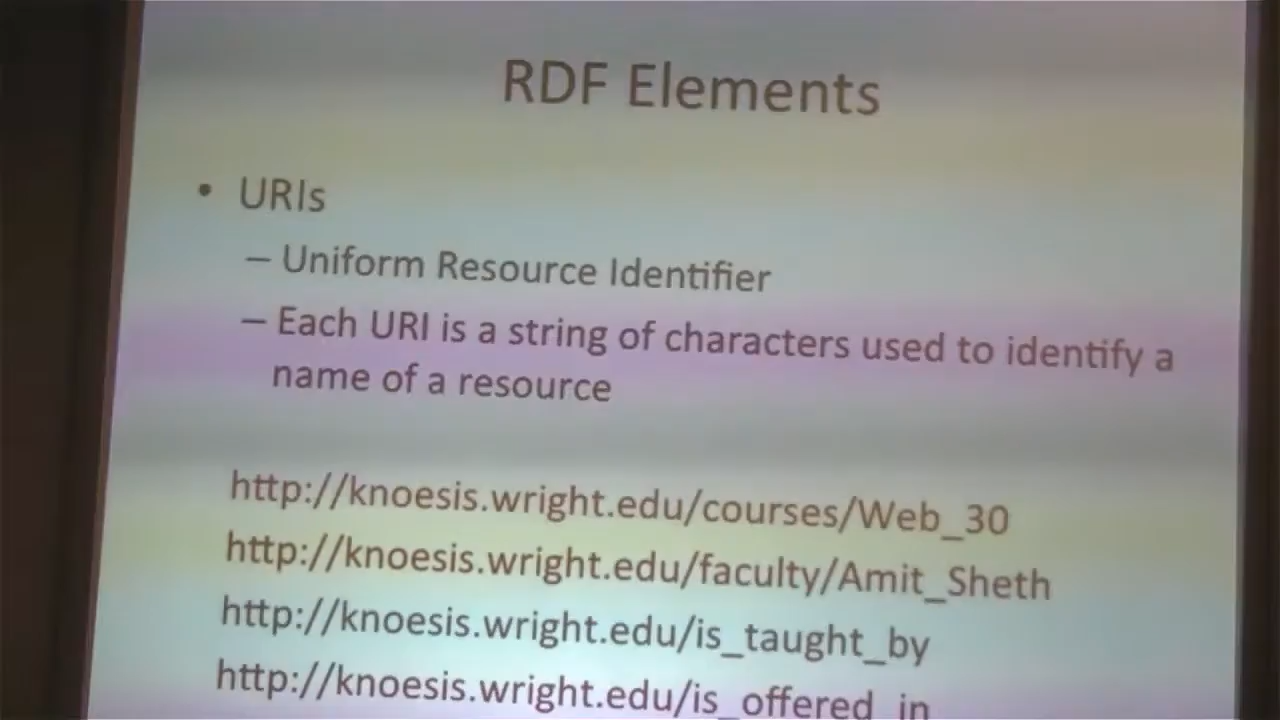 RDF Elements
• URIs
– Uniform Resource Identifier
– Each URI is a string of characters used to identify a
name of a resource
http://knoesis.wright.edu/courses/Web_30
http://knoesis.wright.edu/faculty/Amit_Sheth
http://knoesis.wright.edu/is_taught_by
http://knoesis.wright.edu/is_offered_in